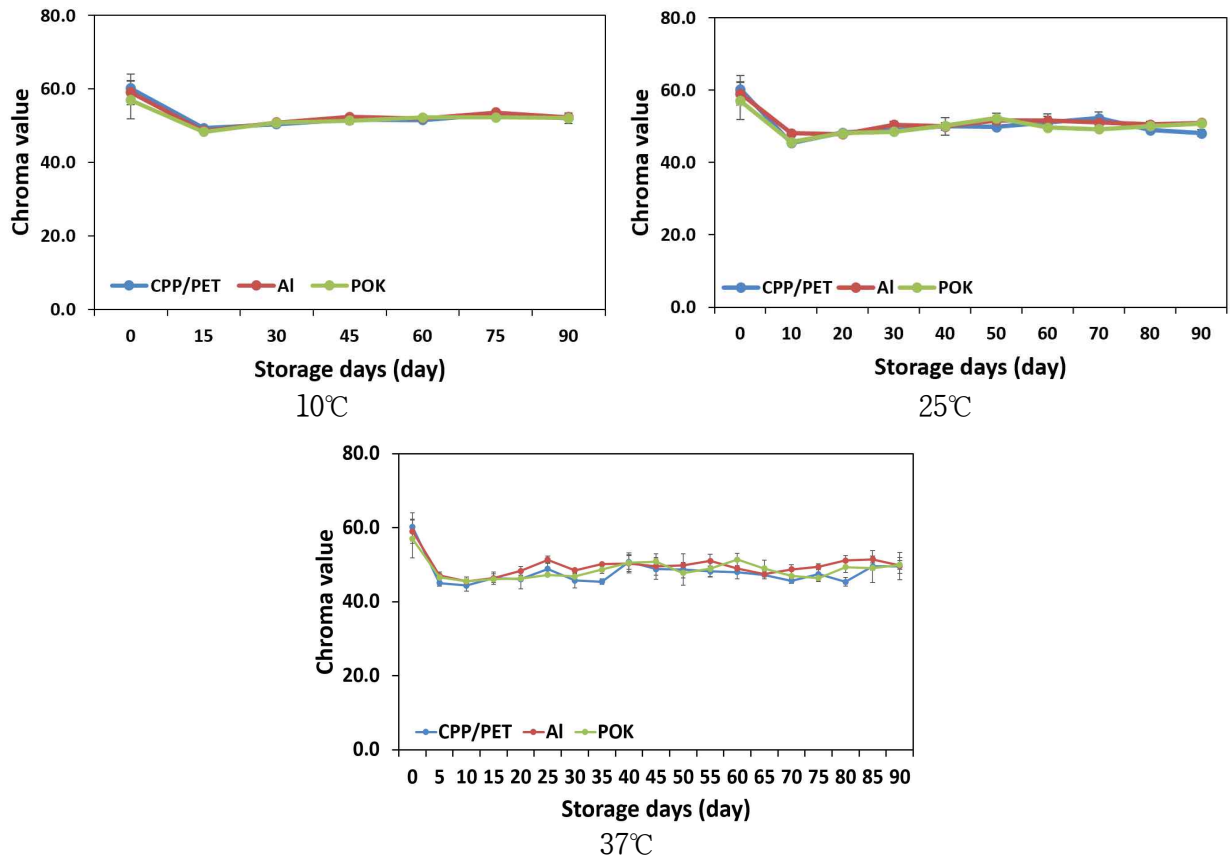 80.0
60.0
40.0
20.0
0.0
Chroma value
CPP/PET Al POK
0 15 30 45 60 75 90
Storage days (day)
10℃
80.0
60.0
40.0
20.0
0.0
Chroma value
CPP/PET Al POK
0 10 20 30 40 50 60 70 80 90
Storage days (day)
25℃
80.0
60.0
40.0
20.0
0.0
Chroma value
CPP/PET Al POK
0 5 10 15 20 25 30 35 40 45 50 55 60 65 70 75 80 85 90
Storage days (day)
37℃